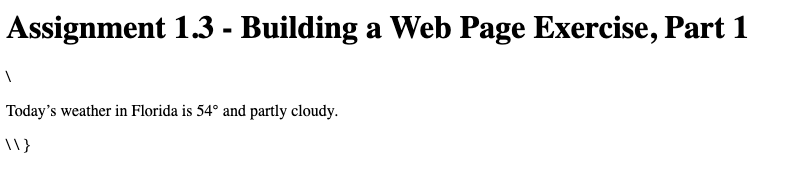 Assignment 1.3 - Building a Web Page Exercise, Part 1
\
Today’s weather in Florida is 54° and partly cloudy.
\ \ }